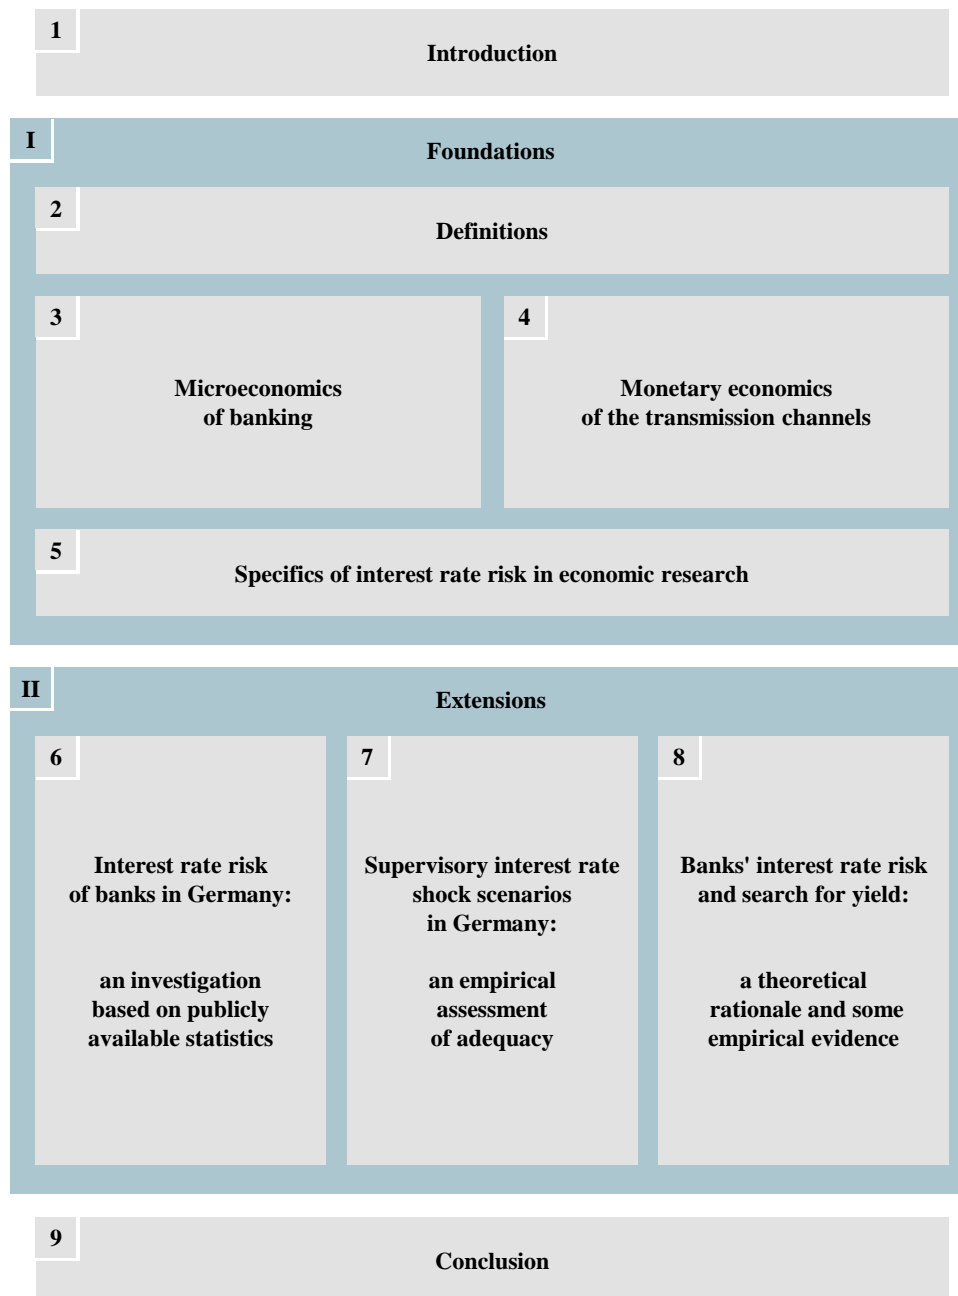 1
Introduction
I
Foundations
2
Definitions
3
Microeconomics
of banking
4
Monetary economics
of the transmission channels
5
Specifics of interest rate risk in economic research
II
Extensions
6
Interest rate risk
of banks in Germany:
an investigation
based on publicly
available statistics
7
Supervisory interest rate
shock scenarios
in Germany:
an empirical
assessment
of adequacy
8
Banks' interest rate risk
and search for yield:
a theoretical
rationale and some
empirical evidence
9
Conclusion